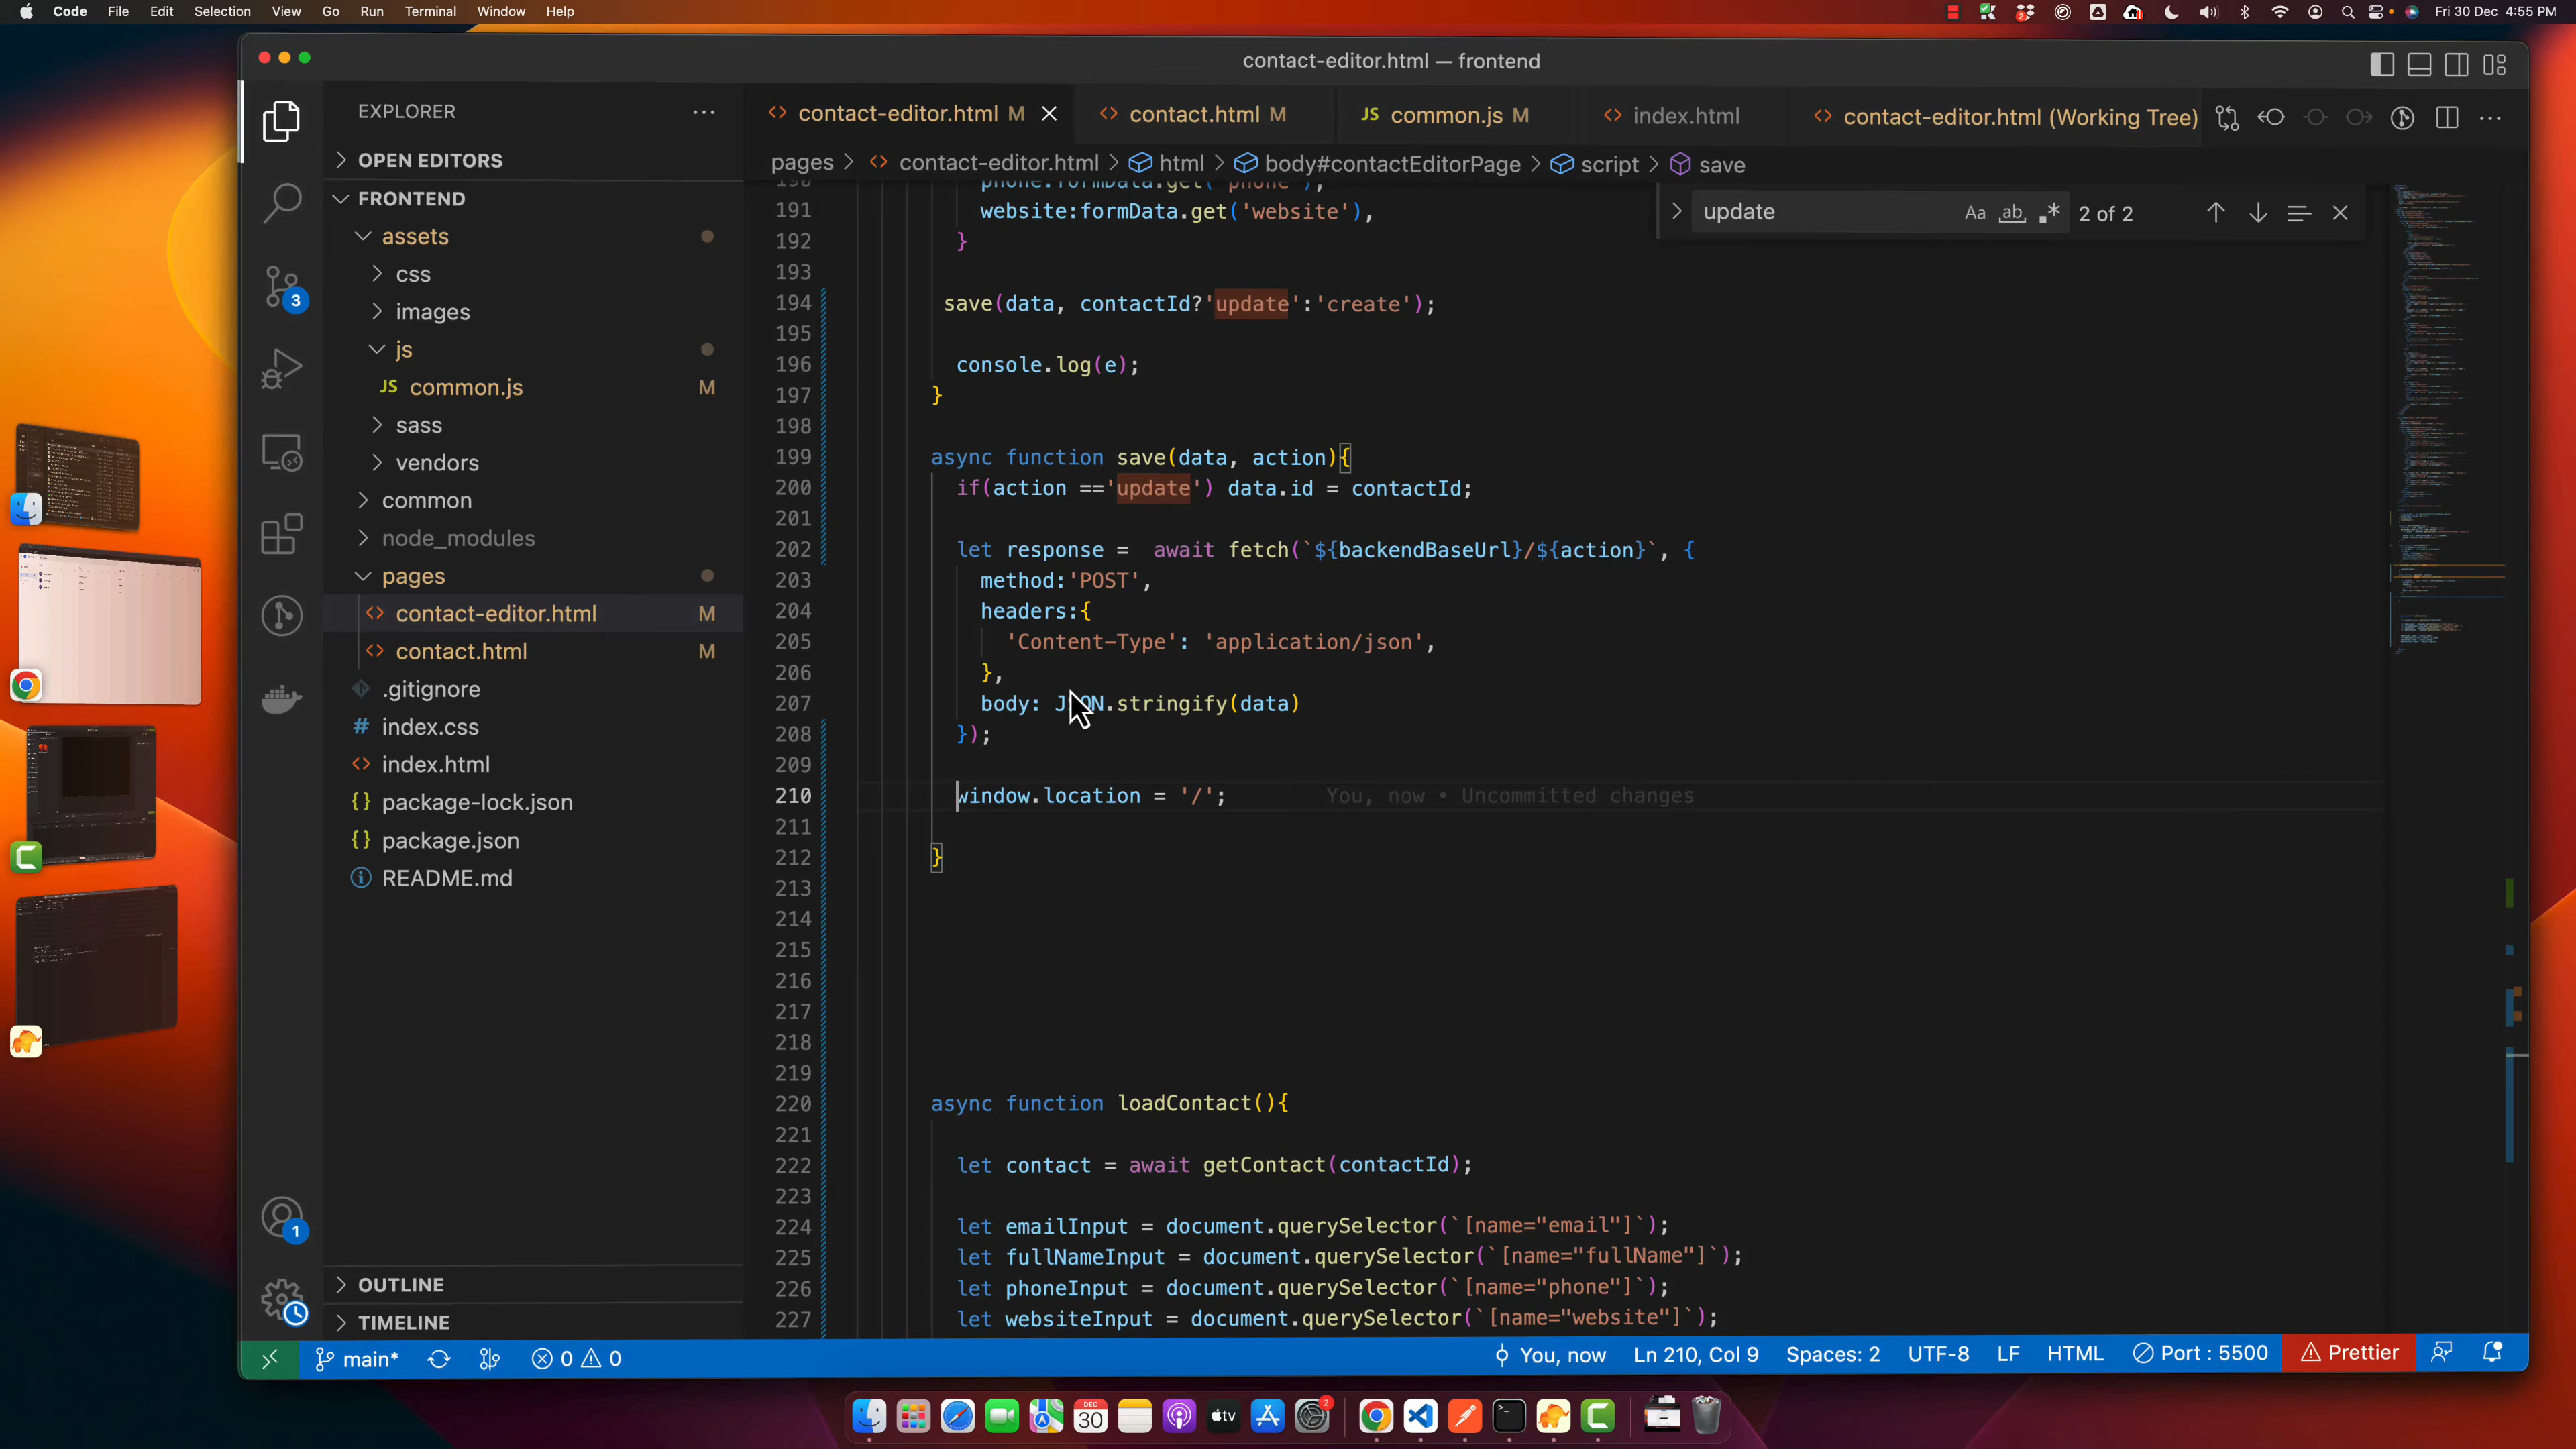 Code File Edit Selection View Go Run Terminal Window Help
2
Fri 30 Dec 4:55 PM
contact-editor.html — frontend
EXPLORER
contact-editor.html M
contact.html M
JS common.js M
index.html
contact-editor.html (Working Tree)
pages > contact-editor.html > html > body#contactEditorPage > script > save
update
Aa ab .* 2 of 2
OPEN EDITORS
FRONTEND
assets
css
images
js
JS common.js M
sass
vendors
common
node_modules
pages
contact-editor.html M
contact.html M
.gitignore
# index.css
index.html
{} package-lock.json
{} package.json
README.md
OUTLINE
TIMELINE
3
1
190 phone:formData.get('phone'),
191 website:formData.get('website'),
192 }
193
194 save(data, contactId?'update':'create');
195
196 console.log(e);
197 }
198
199 async function save(data, action){
200 if(action =='update') data.id = contactId;
201
202 let response =  await fetch(`${backendBaseUrl}/${action}`, {
203 method:'POST',
204 headers:{
205 'Content-Type': 'application/json',
206 },
207 body: JSON.stringify(data)
208 });
209
210 window.location = '/'; You, now • Uncommitted changes
211
212 }
213
214
215
216
217
218
219
220 async function loadContact(){
221
222 let contact = await getContact(contactId);
223
224 let emailInput = document.querySelector(`[name="email"]`);
225 let fullNameInput = document.querySelector(`[name="fullName"]`);
226 let phoneInput = document.querySelector(`[name="phone"]`);
227 let websiteInput = document.querySelector(`[name="website"]`);
main* 0 0 You, now Ln 210, Col 9 Spaces: 2 UTF-8 LF HTML Port : 5500 Prettier
DEC
30
tv
2